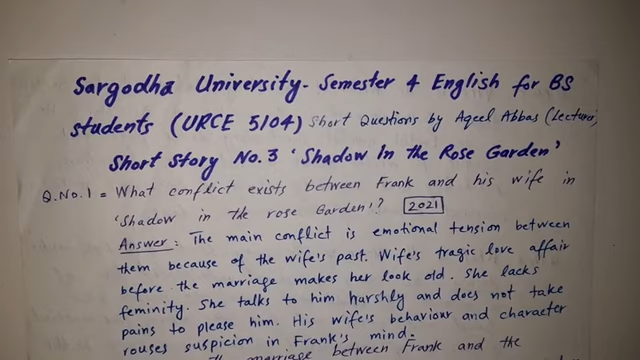 Sargodha University- Semester 4 English for BS
students (URCE 5104) Short Questions by Aqeel Abbas (Lecturer)
Short Story No.3 'Shadow In the Rose Garden'
Q.No.1 = What conflict exists between Frank and his wife in
'Shadow in the rose Garden'? 2021
Answer: The main conflict is emotional tension between
them because of the wife's past. Wife's tragic love affair
before the marriage makes her look old. She lacks
feminity. She talks to him harshly and does not take
pains to please him. His wife's behaviour and character
rouses suspicion in Frank's mind.
the marriage between Frank and the